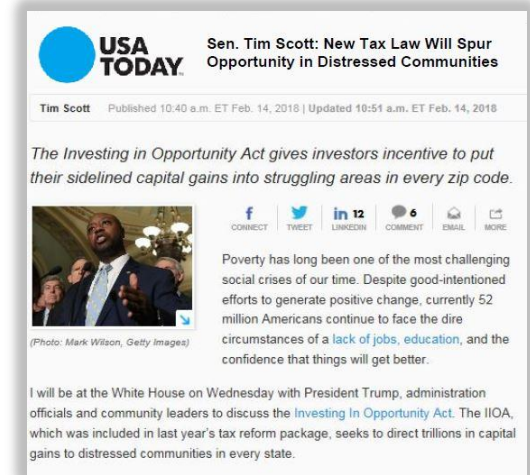 USA
TODAY
Sen. Tim Scott: New Tax Law Will Spur
Opportunity in Distressed Communities
Tim Scott Published 10:40 a.m. ET Feb. 14, 2018 | Updated 10:51 a.m. ET Feb. 14, 2018
The Investing in Opportunity Act gives investors incentive to put
their sidelined capital gains into struggling areas in every zip code.
f in 12 6
CONNECT TWEET LINKEDIN COMMENT EMAIL MORE
(Photo: Mark Wilson, Getty Images)
Poverty has long been one of the most challenging
social crises of our time. Despite good-intentioned
efforts to generate positive change, currently 52
million Americans continue to face the dire
circumstances of a lack of jobs, education, and the
confidence that things will get better.
I will be at the White House on Wednesday with President Trump, administration
officials and community leaders to discuss the Investing In Opportunity Act. The IIOA,
which was included in last year's tax reform package, seeks to direct trillions in capital
gains to distressed communities in every state.